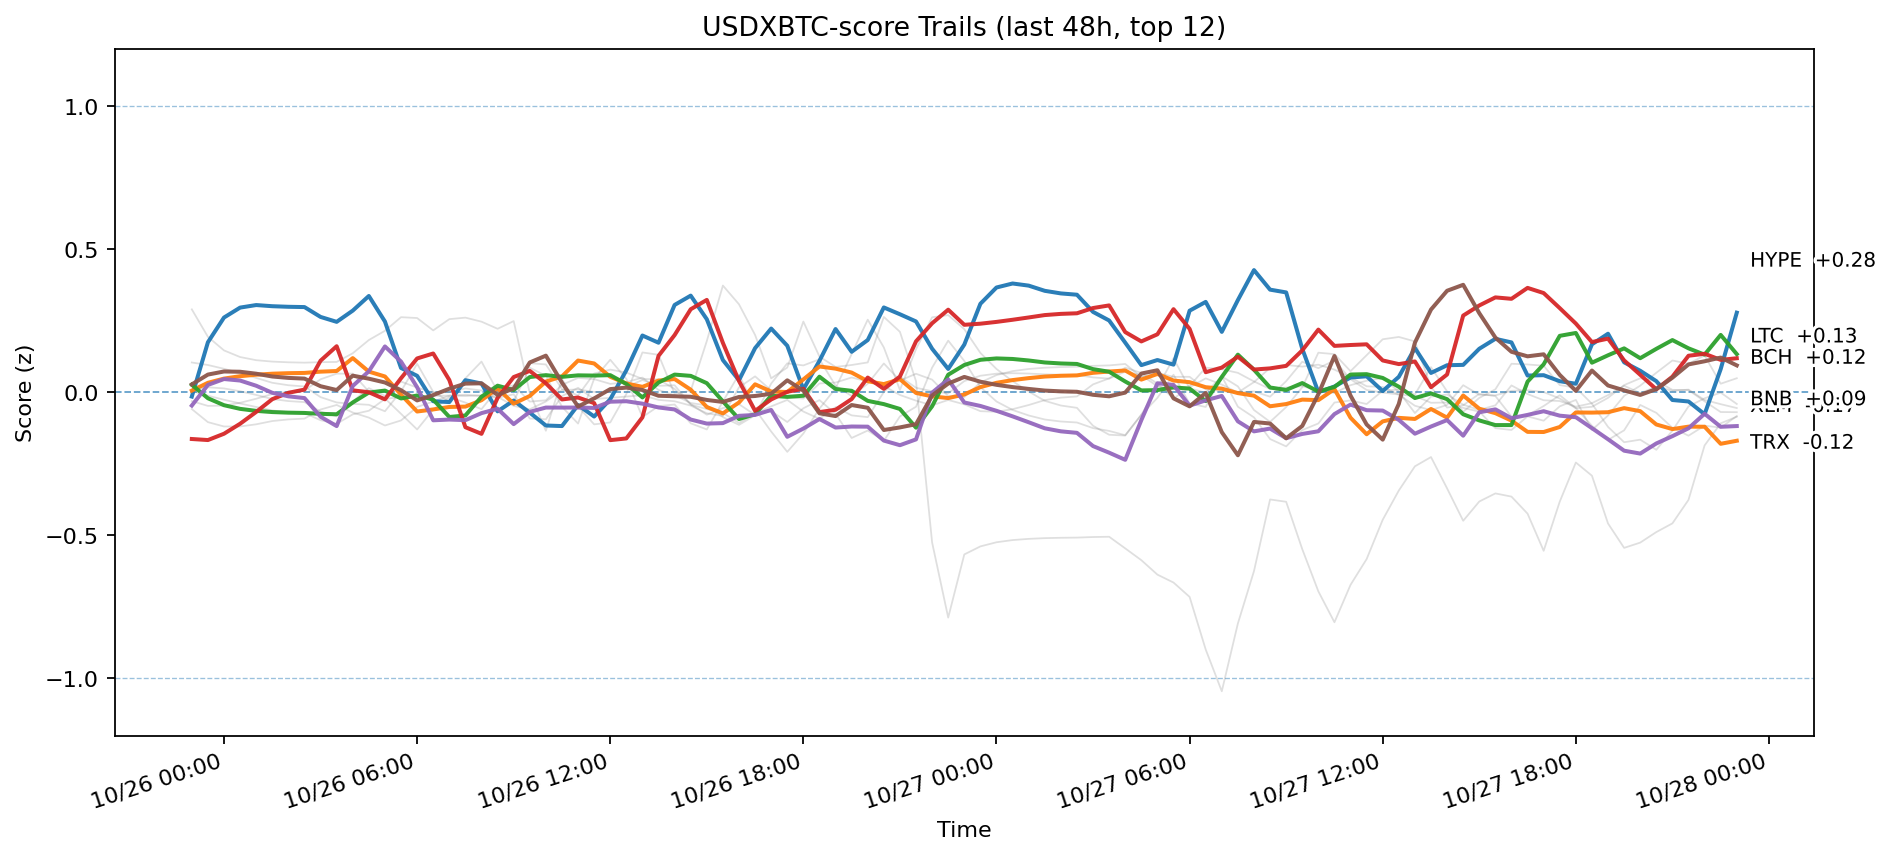 USDXBTC-score Trails (last 48h, top 12)
Score (z)
1.0
0.5
0.0
−0.5
−1.0
HYPE +0.28
LTC +0.13
BCH +0.12
BNB +0.09
XLM -0.17
TRX -0.12
10/26 00:00
10/26 06:00
10/26 12:00
10/26 18:00
10/27 00:00
10/27 06:00
10/27 12:00
10/27 18:00
10/28 00:00
Time